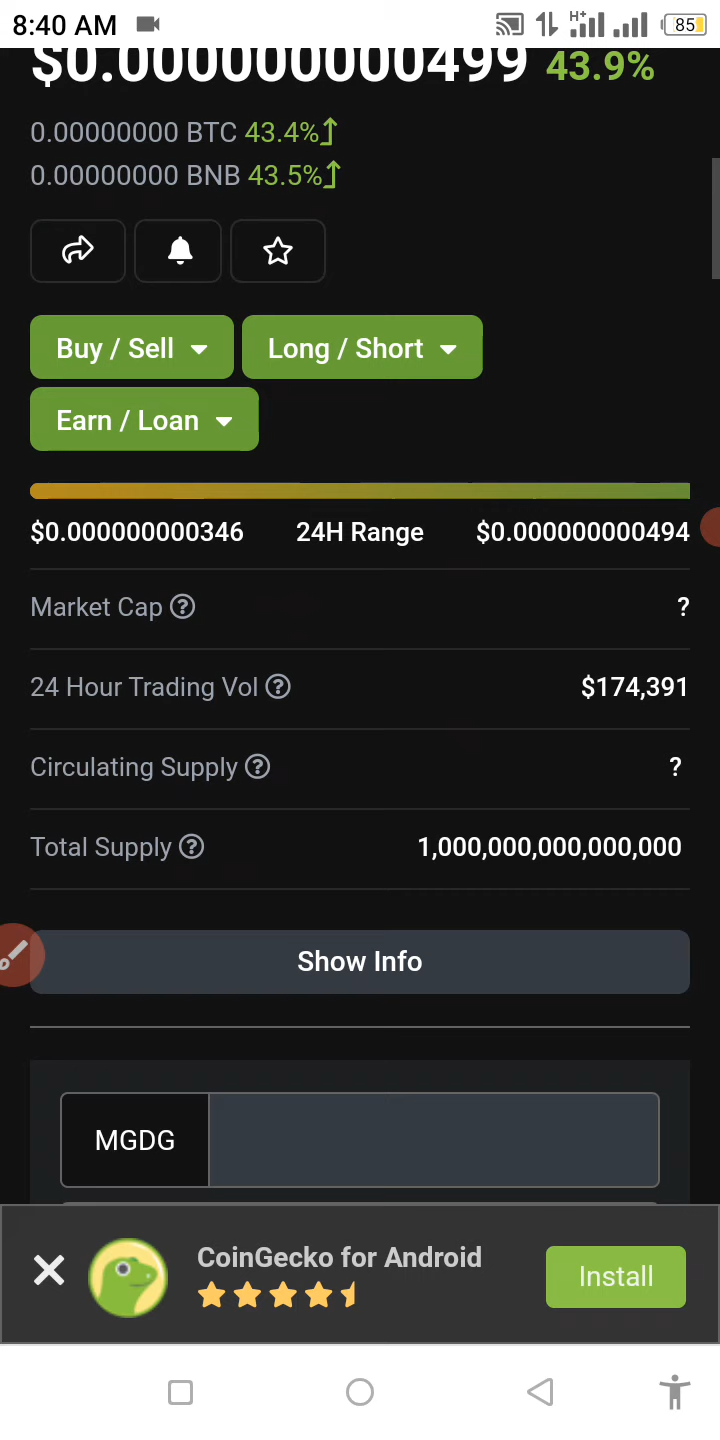 8:40 AM H+ 85
$0.000000000499 43.9%
0.00000000 BTC 43.4%
0.00000000 BNB 43.5%
Buy / Sell Long / Short
Earn / Loan
$0.000000000346 24H Range $0.000000000494
Market Cap ? ?
24 Hour Trading Vol ? $174,391
Circulating Supply ? ?
Total Supply ? 1,000,000,000,000,000
Show Info
MGDG
CoinGecko for Android
Install